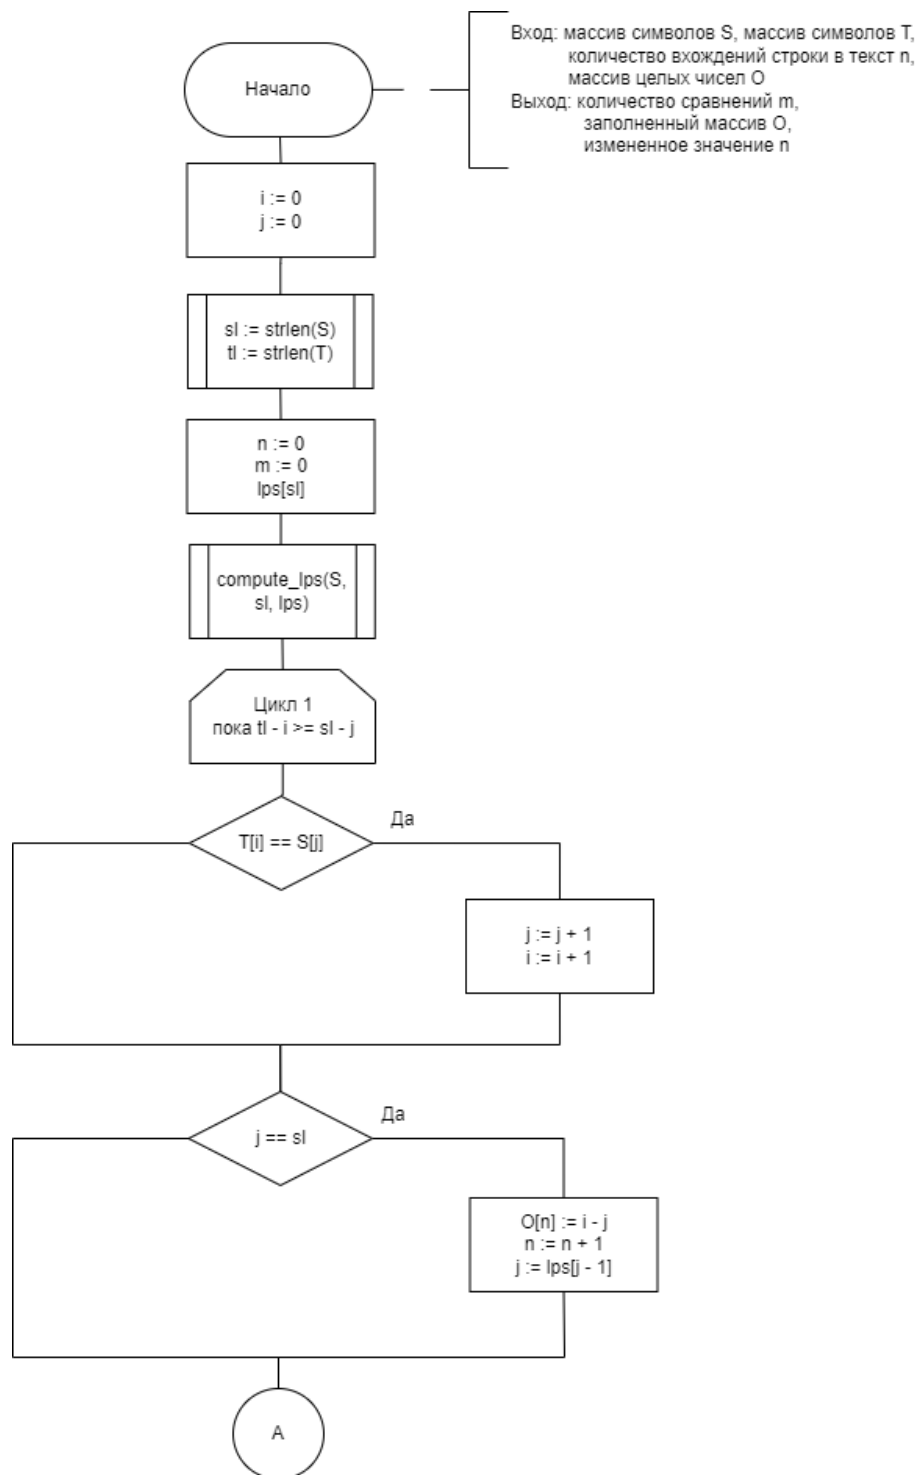 Начало
Вход: массив символов S, массив символов T,
количество вхождений строки в текст n,
массив целых чисел O
Выход: количество сравнений m,
заполненный массив O,
измененное значение n
i := 0
j := 0
sl := strlen(S)
tl := strlen(T)
n := 0
m := 0
lps[sl]
compute_lps(S,
sl, lps)
Цикл 1
пока tl - i >= sl - j
T[i] == S[j]
Да
j := j + 1
i := i + 1
j == sl
Да
O[n] := i - j
n := n + 1
j := lps[j - 1]
A